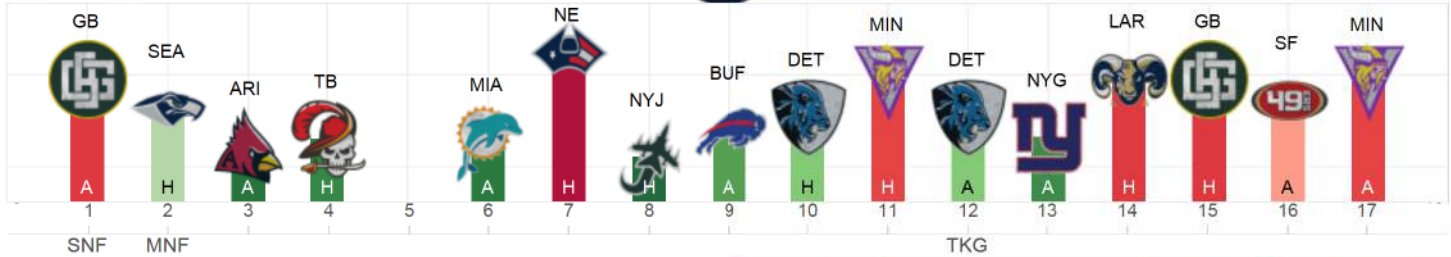 GB SEA ARI TB MIA NE NYJ BUF DET MIN DET NYG LAR GB SF MIN
A H A H A H H A H H A A H H A A
1 2 3 4 5 6 7 8 9 10 11 12 13 14 15 16 17
SNF MNF TKG